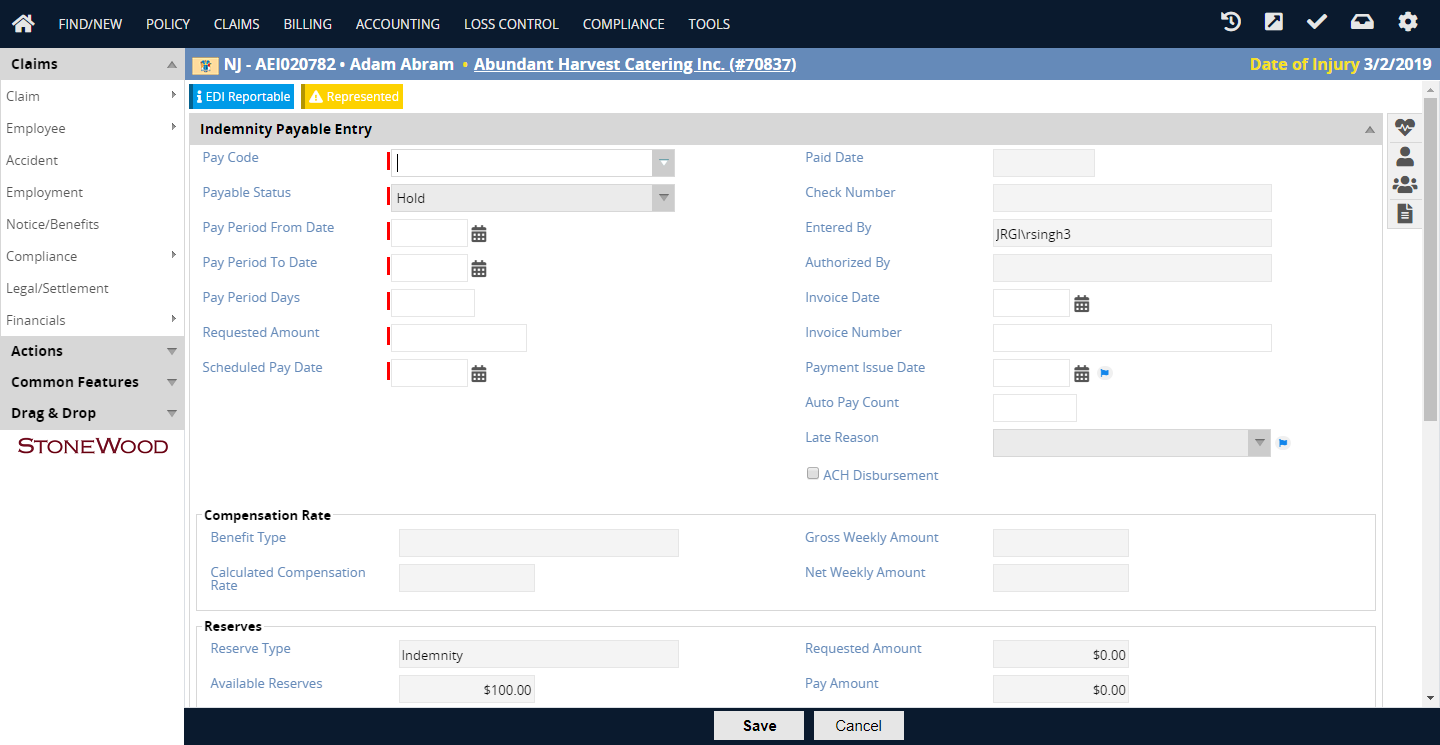 FIND/NEW POLICY CLAIMS BILLING ACCOUNTING LOSS CONTROL COMPLIANCE TOOLS
Claims
Claim
Employee
Accident
Employment
Notice/Benefits
Compliance
Legal/Settlement
Financials
Actions
Common Features
Drag & Drop
STONEWOOD
NJ - AEI020782 • Adam Abram • Abundant Harvest Catering Inc. (#70837) Date of Injury 3/2/2019
EDI Reportable Represented
Indemnity Payable Entry
Pay Code
Payable Status Hold
Pay Period From Date
Pay Period To Date
Pay Period Days
Requested Amount
Scheduled Pay Date
Paid Date
Check Number
Entered By JRGI\rsingh3
Authorized By
Invoice Date
Invoice Number
Payment Issue Date
Auto Pay Count
Late Reason
ACH Disbursement
Compensation Rate
Benefit Type
Calculated Compensation
Rate
Gross Weekly Amount
Net Weekly Amount
Reserves
Reserve Type Indemnity
Available Reserves $100.00
Requested Amount $0.00
Pay Amount $0.00
Save Cancel